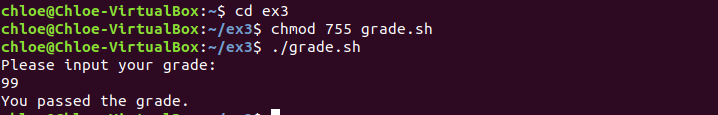 chloe@Chloe-VirtualBox:~$ cd ex3
chloe@Chloe-VirtualBox:~/ex3$ chmod 755 grade.sh
chloe@Chloe-VirtualBox:~/ex3$ ./grade.sh
Please input your grade:
99
You passed the grade.
chloe@Chloe-VirtualBox:~/ex3$